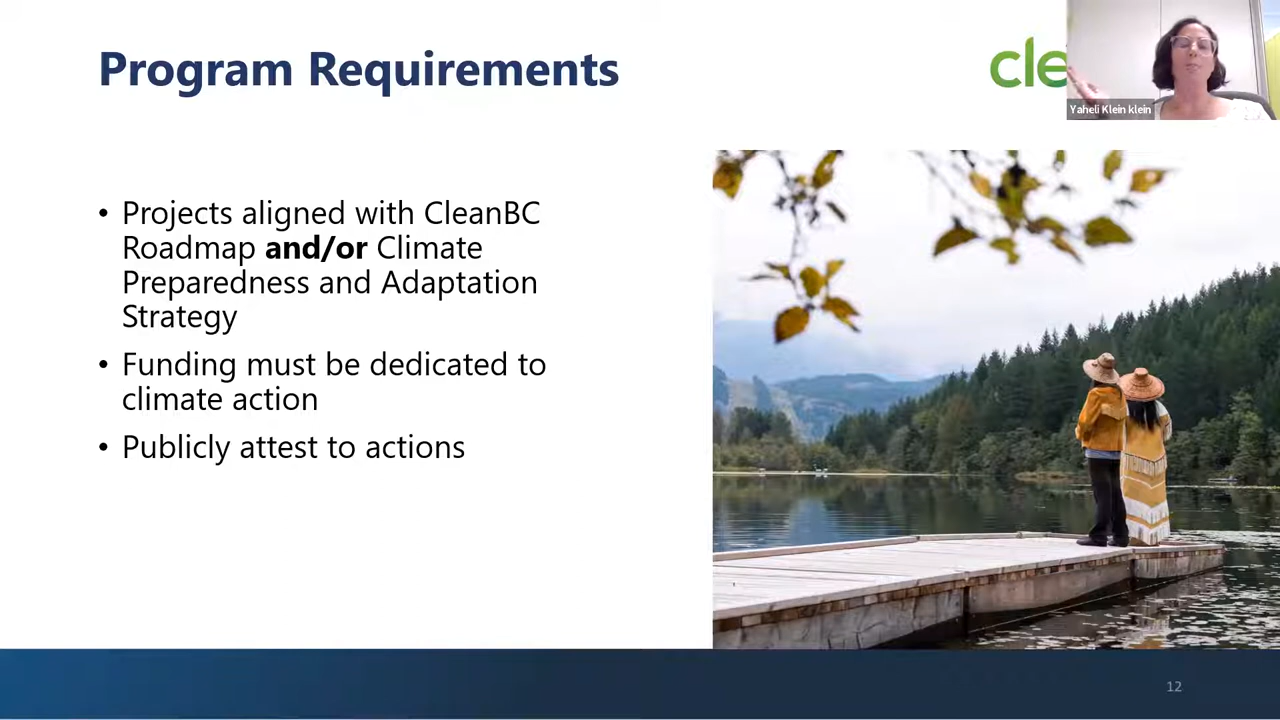 Program Requirements
cle
Yaheli Klein klein
• Projects aligned with CleanBC
Roadmap and/or Climate
Preparedness and Adaptation
Strategy
• Funding must be dedicated to
climate action
• Publicly attest to actions
12